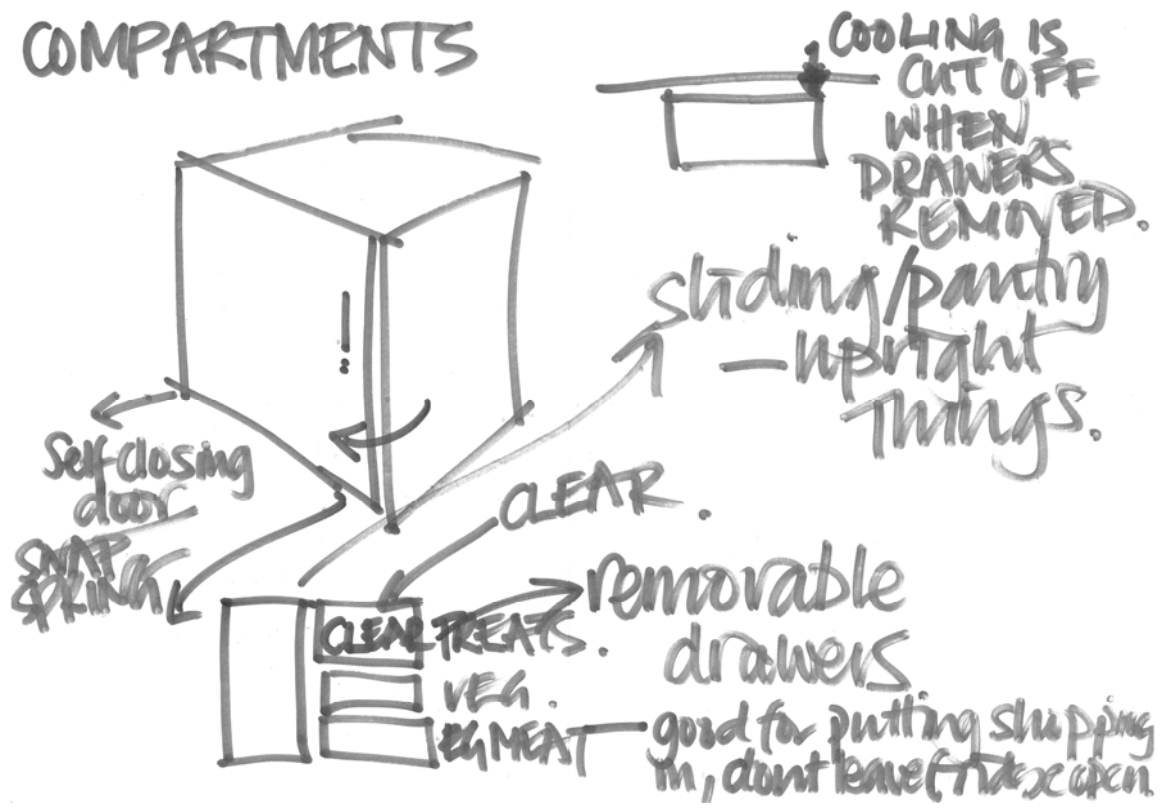 COMPARTMENTS
COOLING IS
CUT OFF
WHEN
DRAWERS
REMOVED.
sliding/pantry
— upright
things.
Self closing
door
SNAP
SPRING
CLEAR.
removable
drawers
CLEAR TREATS.
VEG.
EG MEAT — good for putting shopping
in, dont leave fridge open